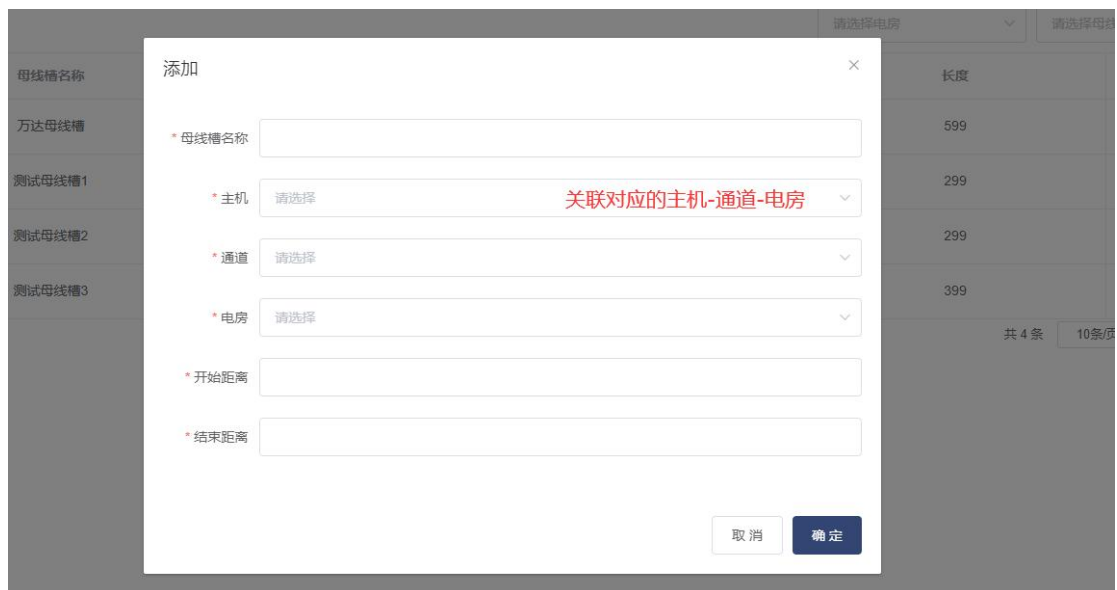 请选择电房
请选择母线
母线槽名称
长度
万达母线槽
599
测试母线槽1
299
测试母线槽2
299
测试母线槽3
399
共 4 条
10条/页
添加
* 母线槽名称
* 主机 请选择 关联对应的主机-通道-电房
* 通道 请选择
* 电房 请选择
* 开始距离
* 结束距离
取消
确定